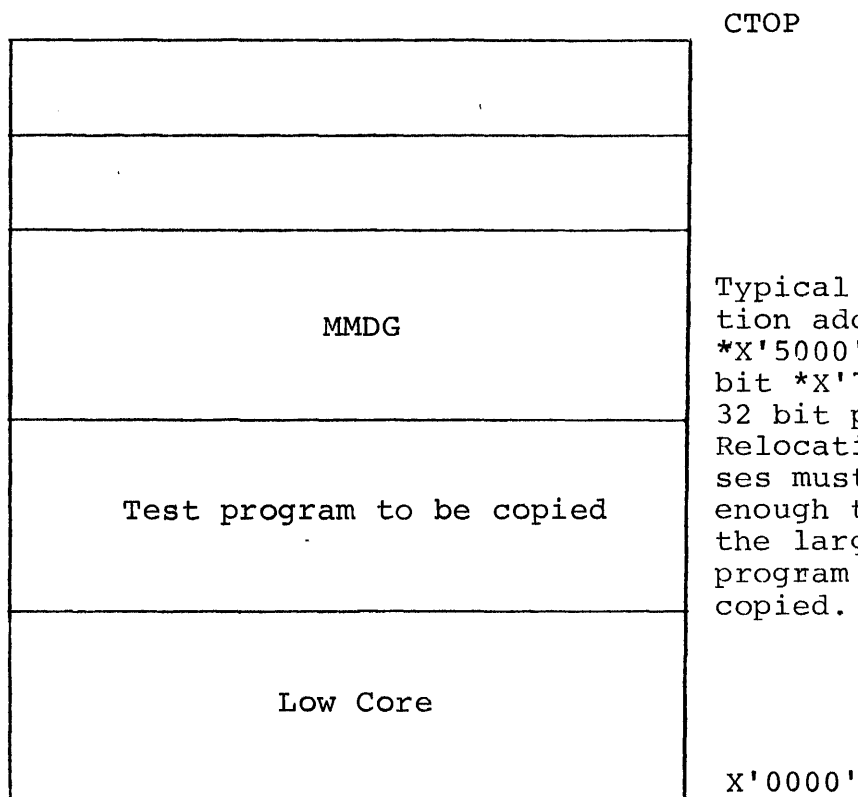 CTOP
MMDG
Typical
tion add
*X'5000'
bit *X'
32 bit p
Relocati
ses must
enough t
the larg
program
copied.
Test program to be copied
Low Core
X'0000'